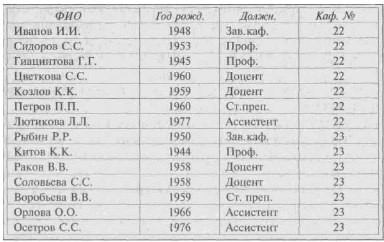 ФИО Год рожд. Должн. Каф. №
Иванов И.И. 1948 Зав.каф. 22
Сидоров С.С. 1953 Проф. 22
Гиацинтова Г.Г. 1945 Проф. 22
Цветкова С.С. 1960 Доцент 22
Козлов К.К. 1959 Доцент 22
Петров П.П. 1960 Ст.преп. 22
Лютикова Л.Л. 1977 Ассистент 22
Рыбин Р.Р. 1950 Зав.каф. 23
Китов К.К. 1944 Проф. 23
Раков В.В. 1958 Доцент 23
Соловьева С.С. 1958 Доцент 23
Воробьева В.В. 1959 Ст. преп. 23
Орлова О.О. 1966 Ассистент 23
Осетров С.С. 1976 Ассистент 23